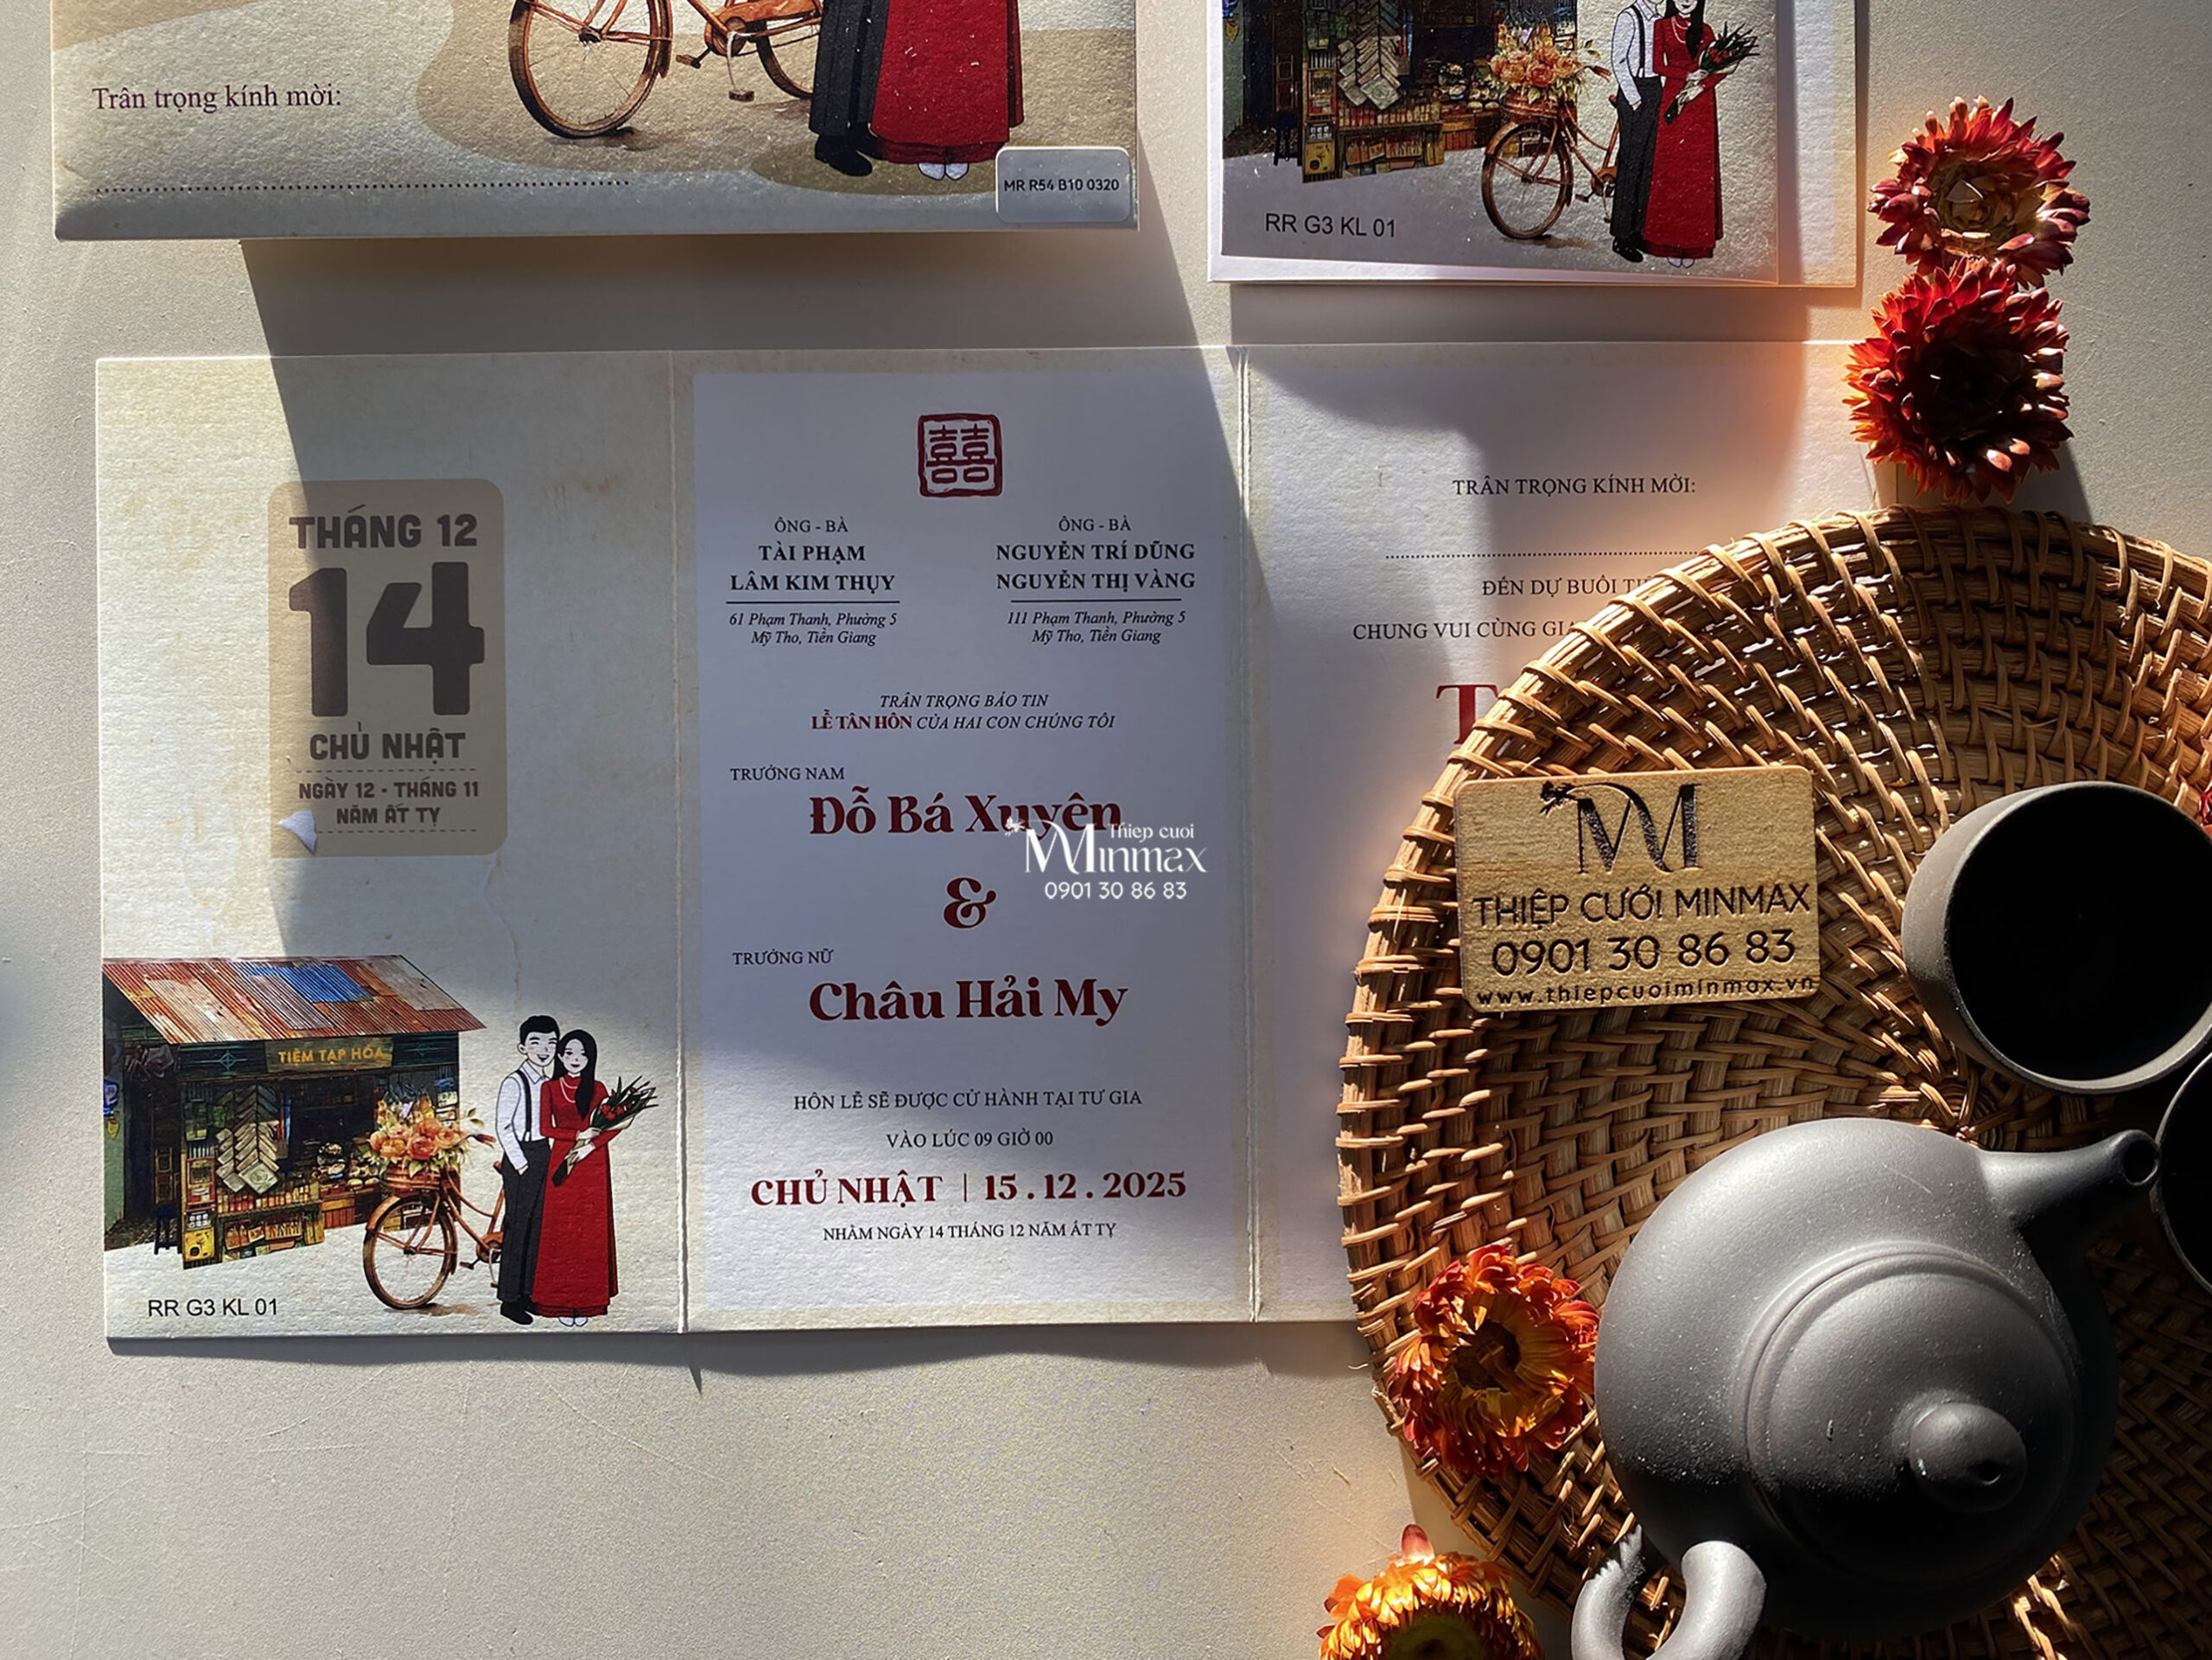 Trân trọng kính mời:
MR R54 B10 0320
RR G3 KL 01
THÁNG 12
14
CHỦ NHẬT
NGÀY 12 - THÁNG 11
NĂM ẤT TỴ
TIỆM TẠP HÓA
RR G3 KL 01
囍
ÔNG - BÀ
TÀI PHẠM
LÂM KIM THỤY
61 Phạm Thanh, Phường 5
Mỹ Tho, Tiền Giang
ÔNG - BÀ
NGUYỄN TRÍ DŨNG
NGUYỄN THỊ VÀNG
111 Phạm Thanh, Phường 5
Mỹ Tho, Tiền Giang
TRÂN TRỌNG BÁO TIN
LỄ TÂN HÔN CỦA HAI CON CHÚNG TÔI
TRƯỞNG NAM
Đỗ Bá Xuyên
&
TRƯỞNG NỮ
Châu Hải My
HÔN LỄ SẼ ĐƯỢC CỬ HÀNH TẠI TƯ GIA
VÀO LÚC 09 GIỜ 00
CHỦ NHẬT | 15 . 12 . 2025
NHẰM NGÀY 14 THÁNG 12 NĂM ẤT TỴ
Thiep cuoi
Minmax
0901 30 86 83
TRÂN TRỌNG KÍNH MỜI:
ĐẾN DỰ BUỔI
CHUNG VUI CÙNG
T
M
THIỆP CƯỚI MINMAX
0901 30 86 83
www.thiepcuoiminmax.vn